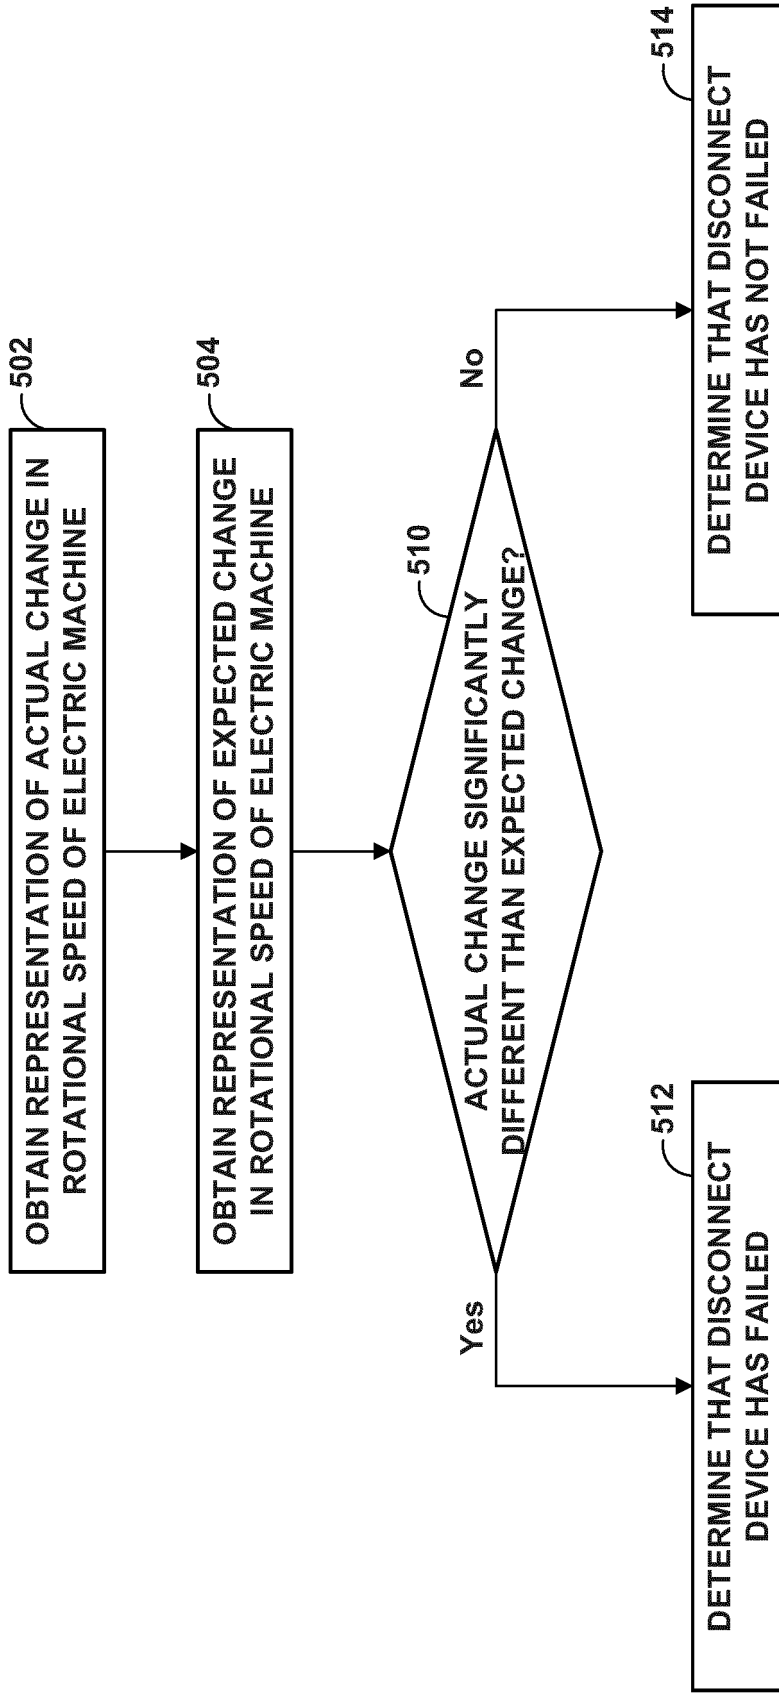 502
OBTAIN REPRESENTATION OF ACTUAL CHANGE IN
ROTATIONAL SPEED OF ELECTRIC MACHINE
504
OBTAIN REPRESENTATION OF EXPECTED CHANGE
IN ROTATIONAL SPEED OF ELECTRIC MACHINE
510
ACTUAL CHANGE SIGNIFICANTLY
DIFFERENT THAN EXPECTED CHANGE?
Yes
No
512
DETERMINE THAT DISCONNECT
DEVICE HAS FAILED
514
DETERMINE THAT DISCONNECT
DEVICE HAS NOT FAILED